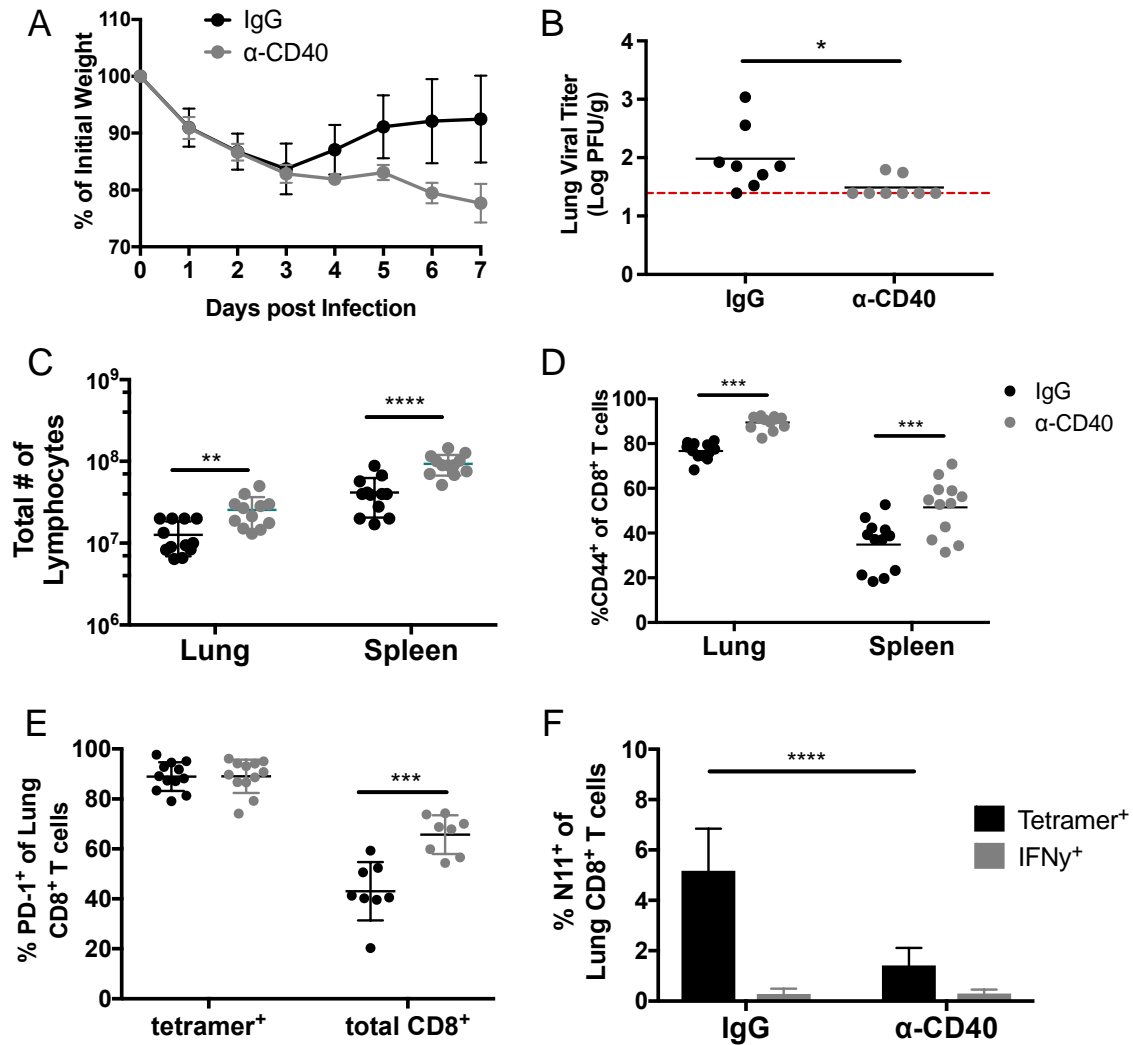 A
IgG
α-CD40
110
100
90
80
70
% of Initial Weight
0 1 2 3 4 5 6 7
Days post Infection
B
*
4
3
2
1
0
Lung Viral Titer
(Log PFU/g)
IgG α-CD40
C
10⁹
10⁸
10⁷
10⁶
Total # of
Lymphocytes
**
****
Lung Spleen
D
IgG
α-CD40
100
80
60
40
20
0
%CD44⁺ of CD8⁺ T cells
***
***
Lung Spleen
E
100
80
60
40
20
0
% PD-1⁺ of Lung
CD8⁺ T cells
***
tetramer⁺ total CD8⁺
F
10
8
6
4
2
0
% N11⁺ of
Lung CD8⁺ T cells
****
Tetramer⁺
IFNy⁺
IgG α-CD40